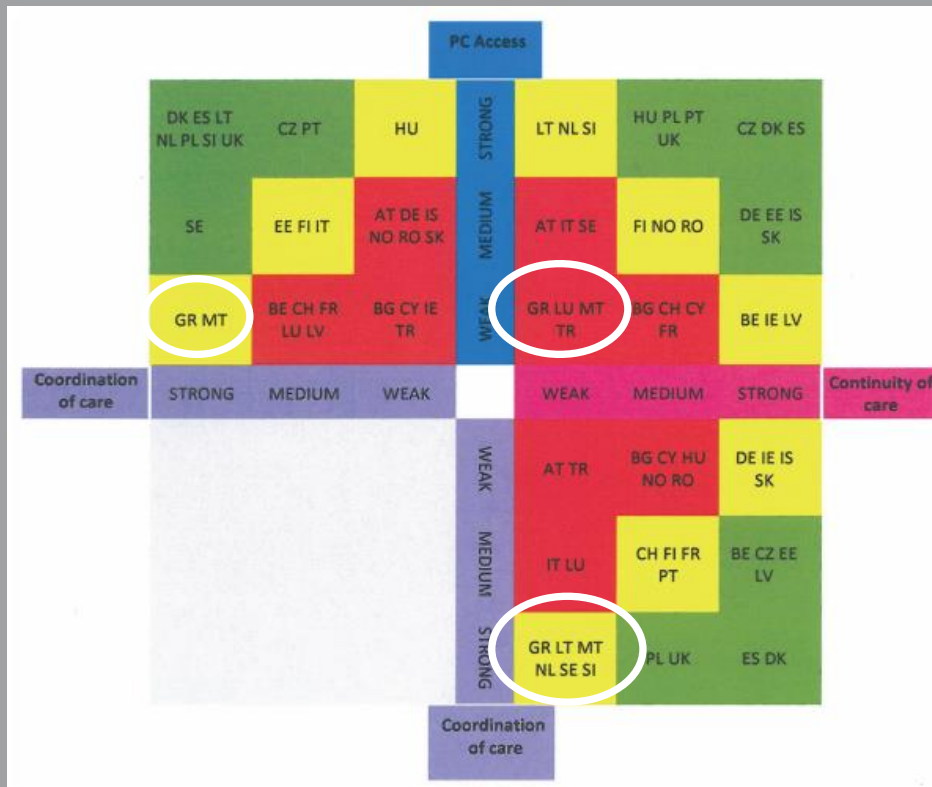 PC Access
DK ES LT
NL PL SI UK
CZ PT
HU
STRONG
LT NL SI
HU PL PT
UK
CZ DK ES
SE
EE FI IT
AT DE IS
NO RO SK
MEDIUM
AT IT SE
FI NO RO
DE EE IS
SK
GR MT
BE CH FR
LU LV
BG CY IE
TR
WEAK
GR LU MT
TR
BG CH CY
FR
BE IE LV
Coordination
of care
STRONG
MEDIUM
WEAK
WEAK
MEDIUM
STRONG
Continuity of
care
WEAK
AT TR
BG CY HU
NO RO
DE IE IS
SK
MEDIUM
IT LU
CH FI FR
PT
BE CZ EE
LV
STRONG
GR LT MT
NL SE SI
PL UK
ES DK
Coordination
of care